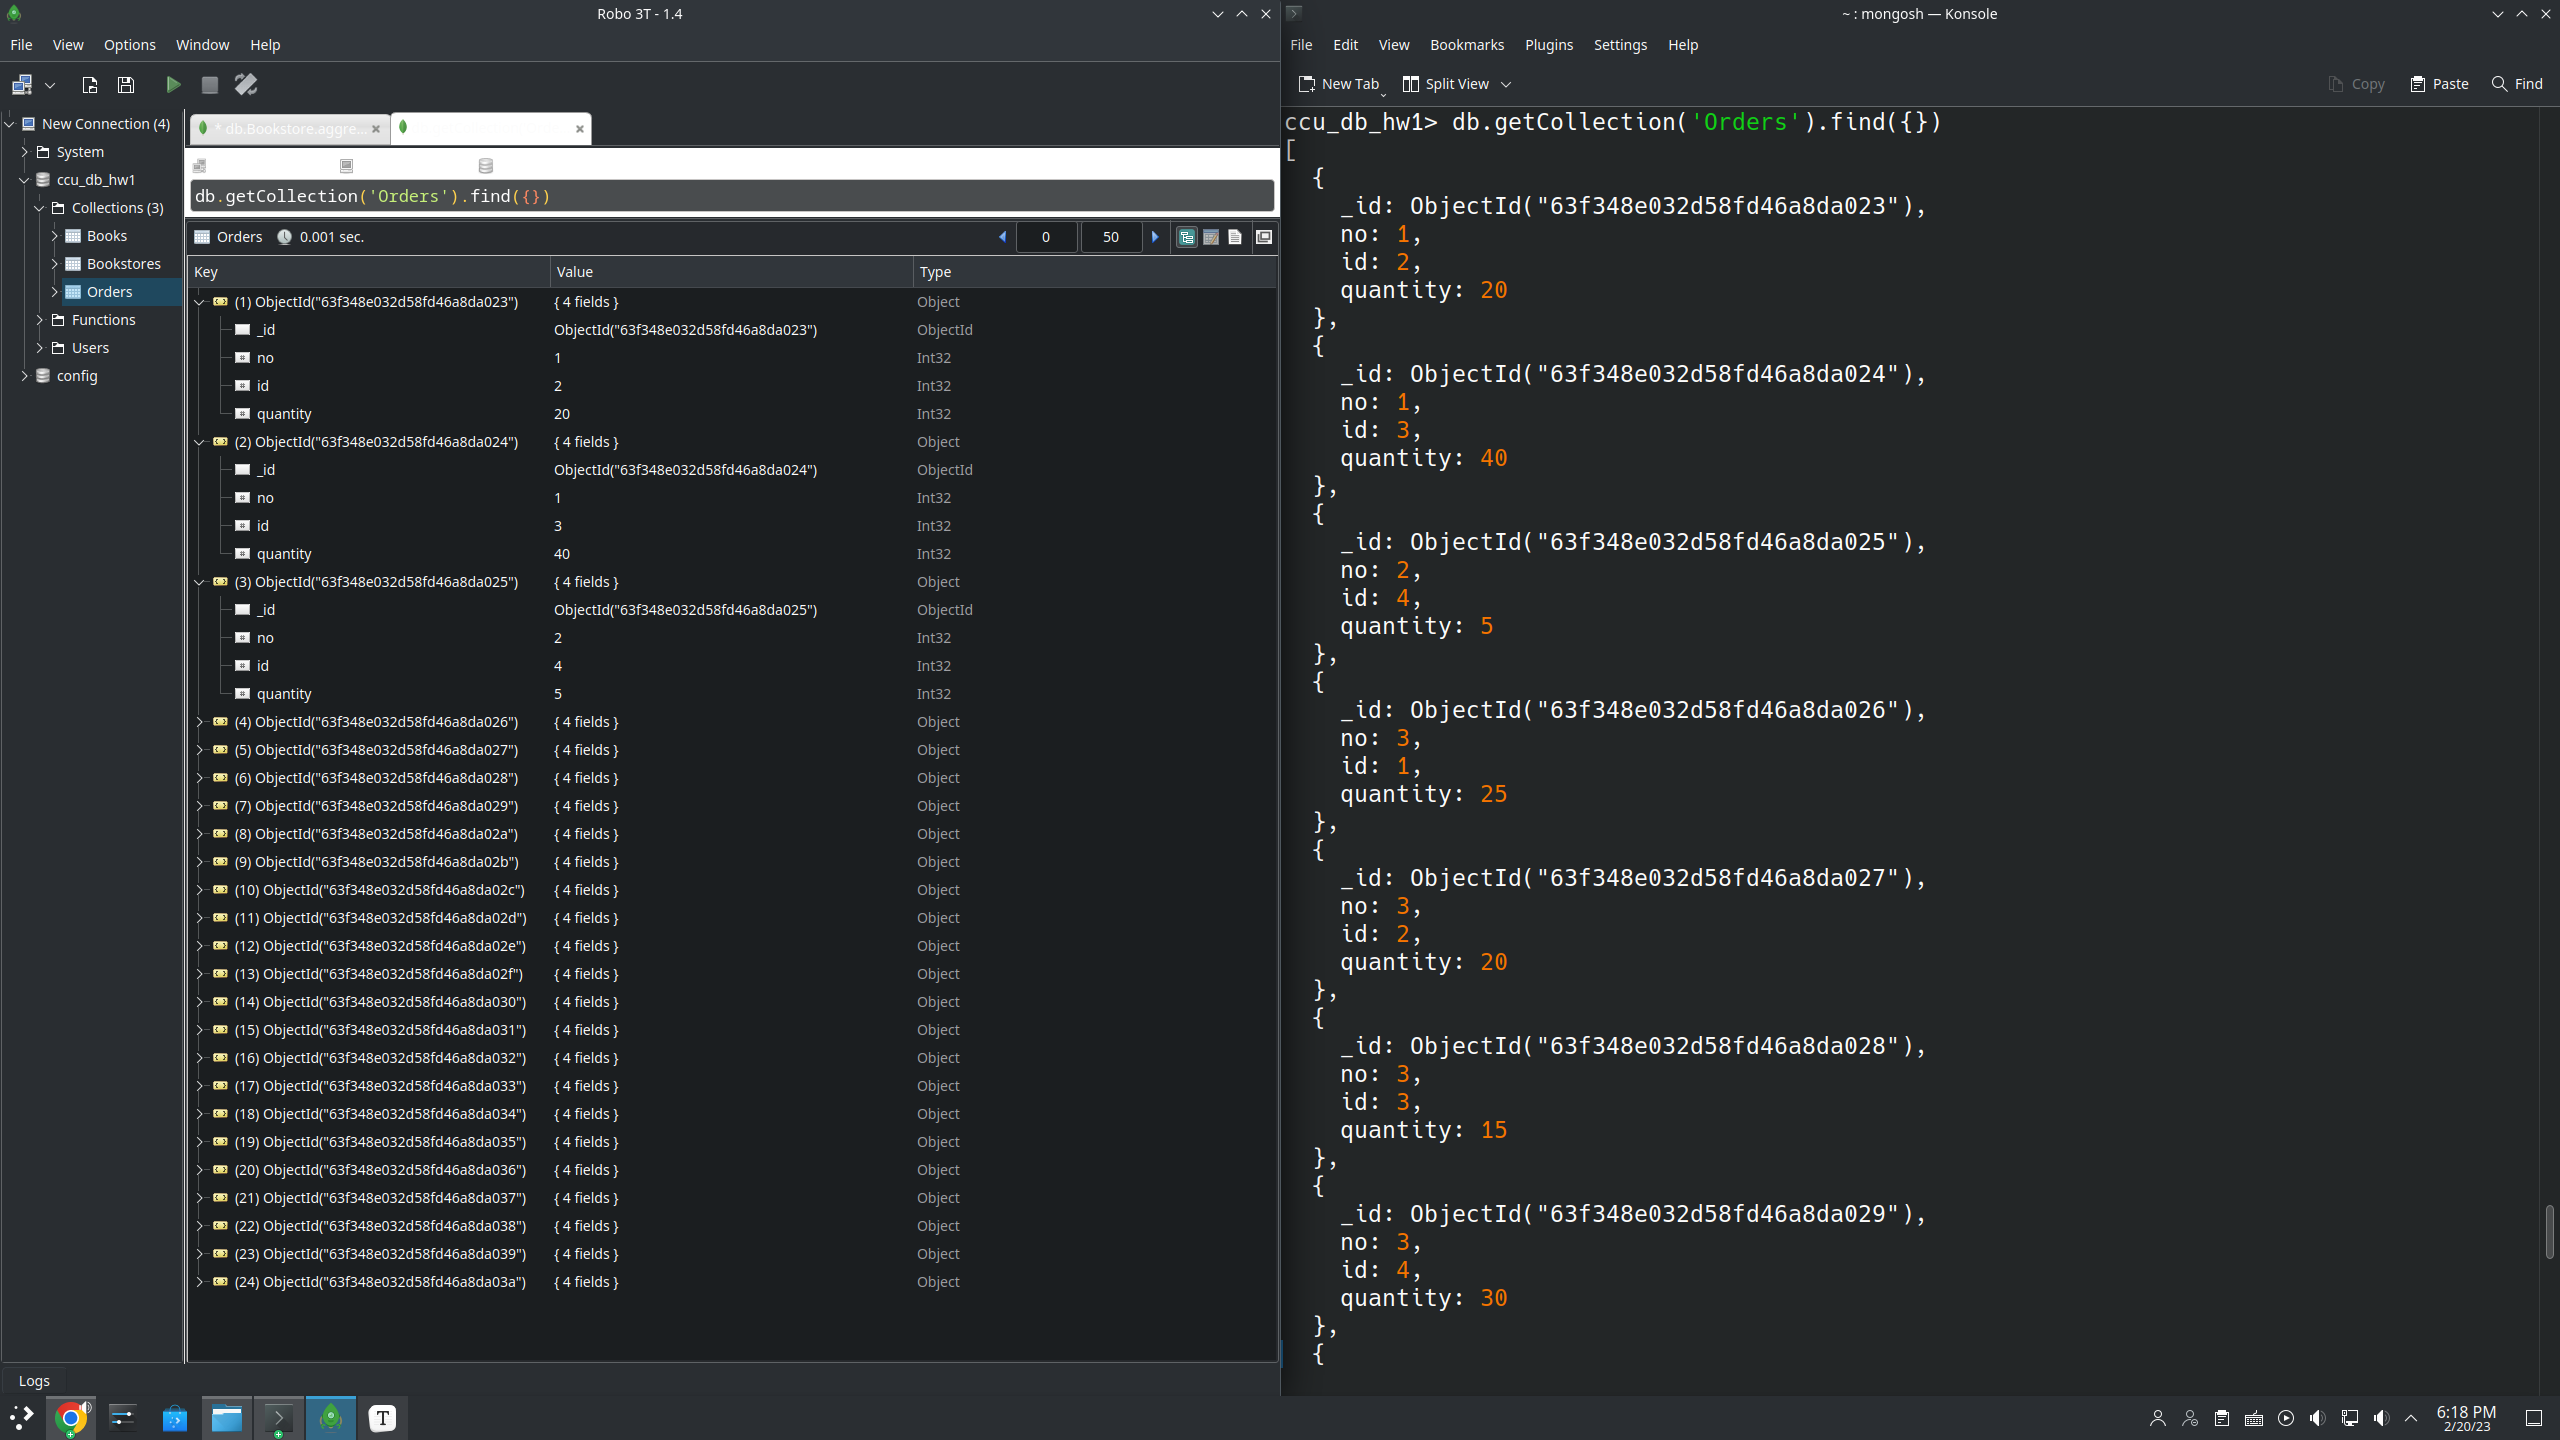 Robo 3T - 1.4
File View Options Window Help
New Connection (4)
System
ccu_db_hw1
Collections (3)
Books
Bookstores
Orders
Functions
Users
config
* db.Bookstore.aggre...
db.getCollection('Orders').find({})
Orders 0.001 sec. 0 50
Key Value Type
(1) ObjectId("63f348e032d58fd46a8da023") { 4 fields } Object
_id ObjectId("63f348e032d58fd46a8da023") ObjectId
no 1 Int32
id 2 Int32
quantity 20 Int32
(2) ObjectId("63f348e032d58fd46a8da024") { 4 fields } Object
_id ObjectId("63f348e032d58fd46a8da024") ObjectId
no 1 Int32
id 3 Int32
quantity 40 Int32
(3) ObjectId("63f348e032d58fd46a8da025") { 4 fields } Object
_id ObjectId("63f348e032d58fd46a8da025") ObjectId
no 2 Int32
id 4 Int32
quantity 5 Int32
(4) ObjectId("63f348e032d58fd46a8da026") { 4 fields } Object
(5) ObjectId("63f348e032d58fd46a8da027") { 4 fields } Object
(6) ObjectId("63f348e032d58fd46a8da028") { 4 fields } Object
(7) ObjectId("63f348e032d58fd46a8da029") { 4 fields } Object
(8) ObjectId("63f348e032d58fd46a8da02a") { 4 fields } Object
(9) ObjectId("63f348e032d58fd46a8da02b") { 4 fields } Object
(10) ObjectId("63f348e032d58fd46a8da02c") { 4 fields } Object
(11) ObjectId("63f348e032d58fd46a8da02d") { 4 fields } Object
(12) ObjectId("63f348e032d58fd46a8da02e") { 4 fields } Object
(13) ObjectId("63f348e032d58fd46a8da02f") { 4 fields } Object
(14) ObjectId("63f348e032d58fd46a8da030") { 4 fields } Object
(15) ObjectId("63f348e032d58fd46a8da031") { 4 fields } Object
(16) ObjectId("63f348e032d58fd46a8da032") { 4 fields } Object
(17) ObjectId("63f348e032d58fd46a8da033") { 4 fields } Object
(18) ObjectId("63f348e032d58fd46a8da034") { 4 fields } Object
(19) ObjectId("63f348e032d58fd46a8da035") { 4 fields } Object
(20) ObjectId("63f348e032d58fd46a8da036") { 4 fields } Object
(21) ObjectId("63f348e032d58fd46a8da037") { 4 fields } Object
(22) ObjectId("63f348e032d58fd46a8da038") { 4 fields } Object
(23) ObjectId("63f348e032d58fd46a8da039") { 4 fields } Object
(24) ObjectId("63f348e032d58fd46a8da03a") { 4 fields } Object
Logs
~ : mongosh — Konsole
File Edit View Bookmarks Plugins Settings Help
New Tab Split View Copy Paste Find
ccu_db_hw1> db.getCollection('Orders').find({})
[
{
_id: ObjectId("63f348e032d58fd46a8da023"),
no: 1,
id: 2,
quantity: 20
},
{
_id: ObjectId("63f348e032d58fd46a8da024"),
no: 1,
id: 3,
quantity: 40
},
{
_id: ObjectId("63f348e032d58fd46a8da025"),
no: 2,
id: 4,
quantity: 5
},
{
_id: ObjectId("63f348e032d58fd46a8da026"),
no: 3,
id: 1,
quantity: 25
},
{
_id: ObjectId("63f348e032d58fd46a8da027"),
no: 3,
id: 2,
quantity: 20
},
{
_id: ObjectId("63f348e032d58fd46a8da028"),
no: 3,
id: 3,
quantity: 15
},
{
_id: ObjectId("63f348e032d58fd46a8da029"),
no: 3,
id: 4,
quantity: 30
},
{
T
6:18 PM
2/20/23